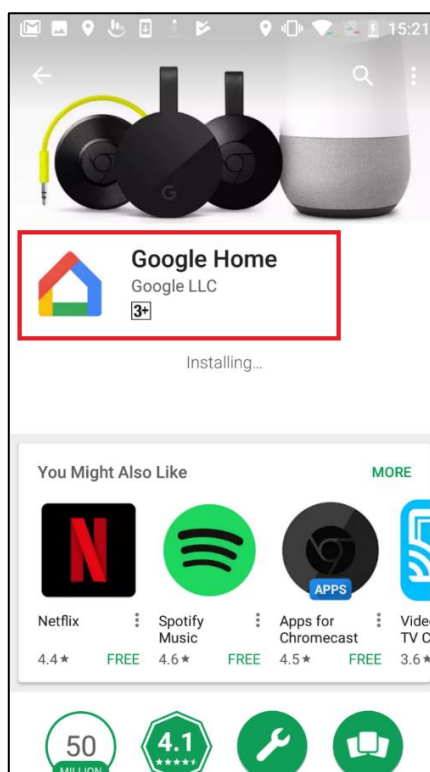 15:21
G
Google Home
Google LLC
3+
Installing...
You Might Also Like
MORE
N
APPS
Netflix
Spotify
Music
Apps for
Chromecast
TV C
4.4★ FREE
4.6★ FREE
4.5★ FREE
3.6★
50
MILLION
4.1
★★★★★